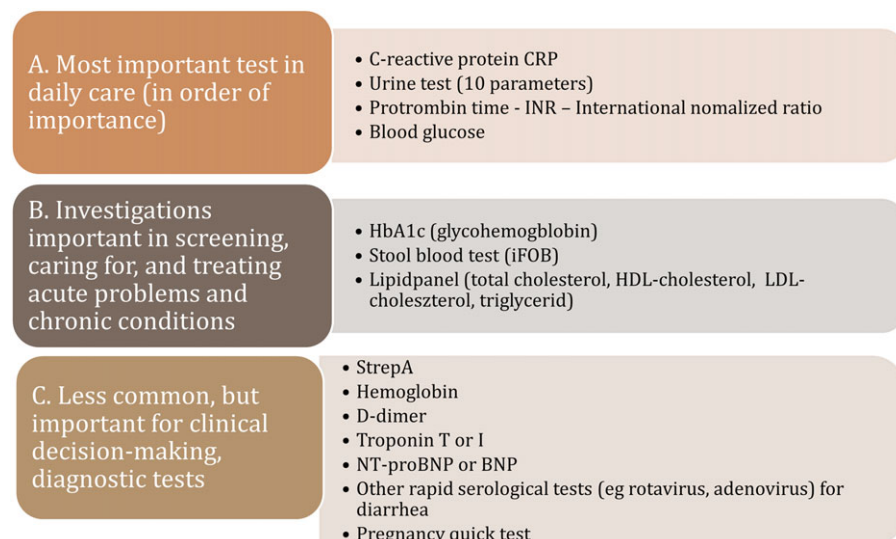 A. Most important test in
daily care (in order of
importance)
• C-reactive protein CRP
• Urine test (10 parameters)
• Protrombin time - INR – International nomalized ratio
• Blood glucose
B. Investigations
important in screening,
caring for, and treating
acute problems and
chronic conditions
• HbA1c (glycohemogblobin)
• Stool blood test (iFOB)
• Lipidpanel (total cholesterol, HDL-cholesterol, LDL-
choleszterol, triglycerid)
C. Less common, but
important for clinical
decision-making,
diagnostic tests
• StrepA
• Hemoglobin
• D-dimer
• Troponin T or I
• NT-proBNP or BNP
• Other rapid serological tests (eg rotavirus, adenovirus) for
diarrhea
• Pregnancy quick test